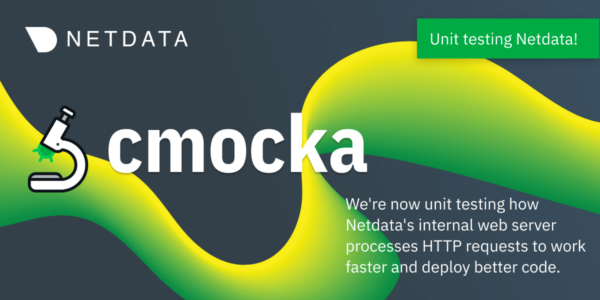 NETDATA
Unit testing Netdata!
cmocka
We're now unit testing how
Netdata's internal web server
processes HTTP requests to work
faster and deploy better code.